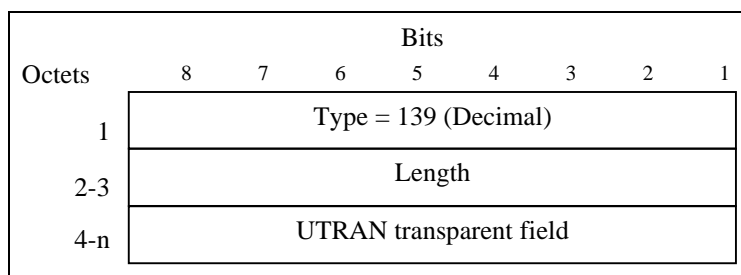 Bits
Octets 8 7 6 5 4 3 2 1
1 Type = 139 (Decimal)
2-3 Length
4-n UTRAN transparent field